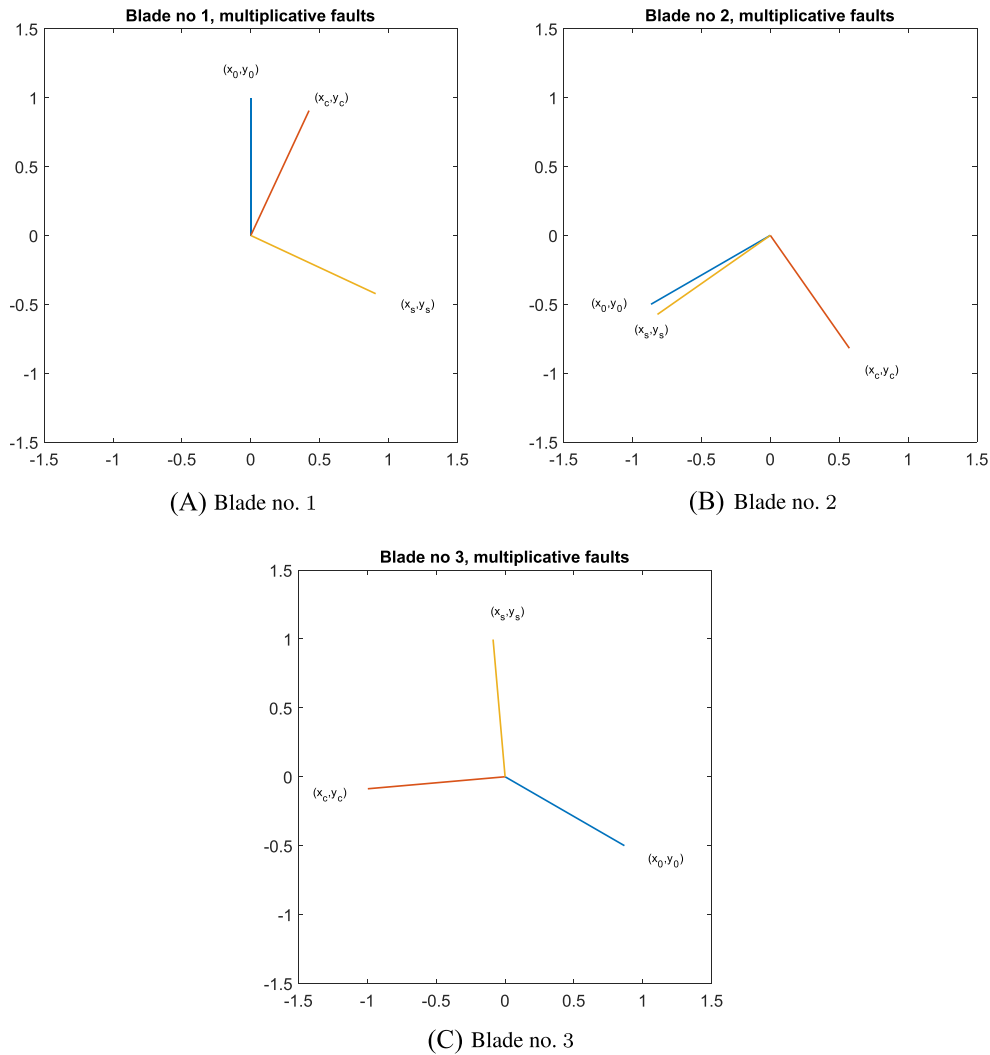 Blade no 1, multiplicative faults
1.5
1
0.5
0
-0.5
-1
-1.5
-1.5 -1 -0.5 0 0.5 1 1.5
(x0,y0)
(xc,yc)
(xs,ys)
(A) Blade no. 1
Blade no 2, multiplicative faults
1.5
1
0.5
0
-0.5
-1
-1.5
-1.5 -1 -0.5 0 0.5 1 1.5
(x0,y0)
(xs,ys)
(xc,yc)
(B) Blade no. 2
Blade no 3, multiplicative faults
1.5
1
0.5
0
-0.5
-1
-1.5
-1.5 -1 -0.5 0 0.5 1 1.5
(xs,ys)
(xc,yc)
(x0,y0)
(C) Blade no. 3